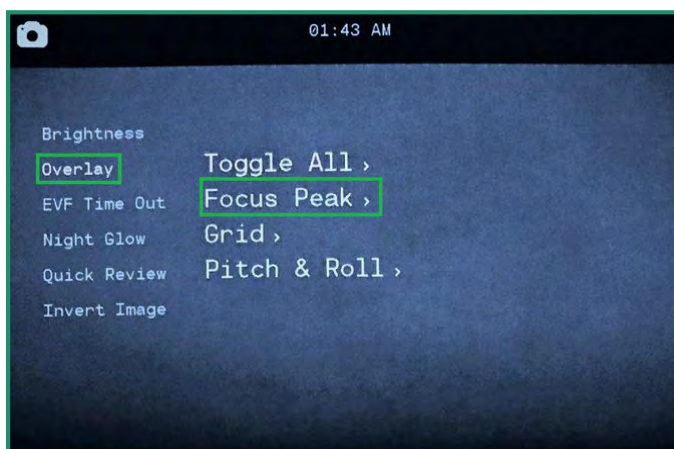 01:43 AM
Brightness
Overlay
EVF Time Out
Night Glow
Quick Review
Invert Image
Toggle All ›
Focus Peak ›
Grid ›
Pitch & Roll ›